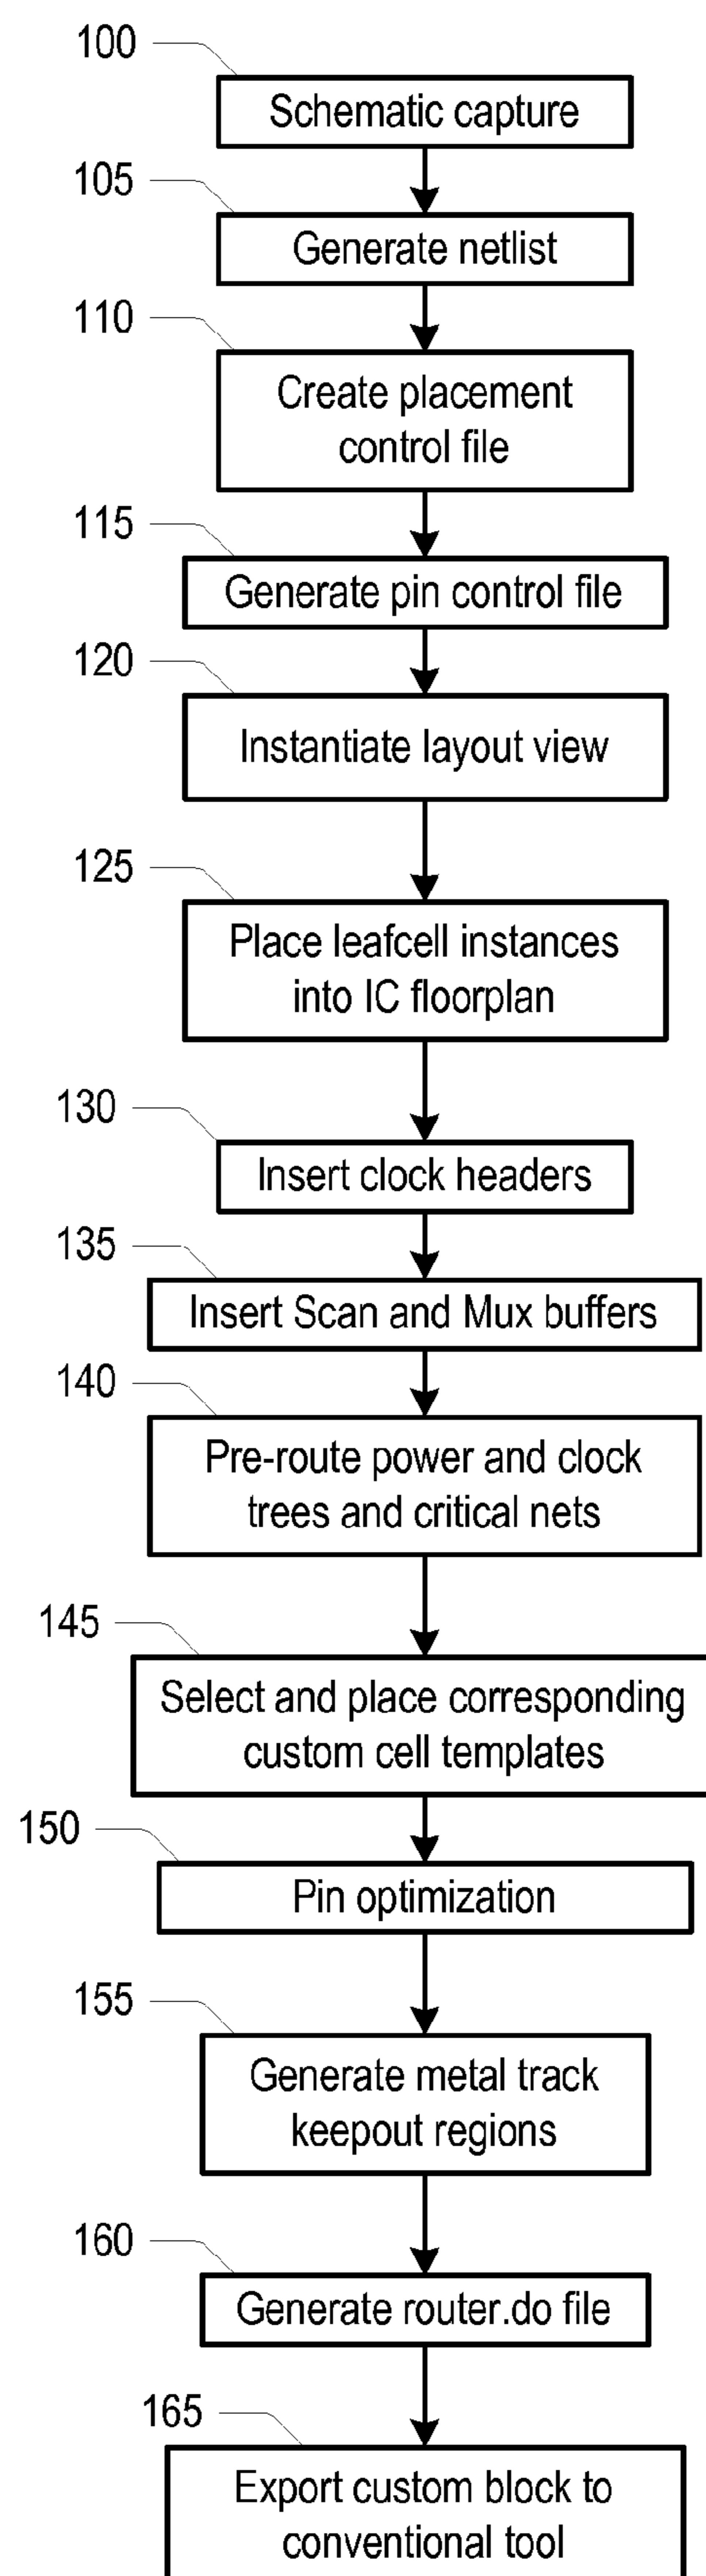 100
Schematic capture
105
Generate netlist
110
Create placement
control file
115
Generate pin control file
120
Instantiate layout view
125
Place leafcell instances
into IC floorplan
130
Insert clock headers
135
Insert Scan and Mux buffers
140
Pre-route power and clock
trees and critical nets
145
Select and place corresponding
custom cell templates
150
Pin optimization
155
Generate metal track
keepout regions
160
Generate router.do file
165
Export custom block to
conventional tool